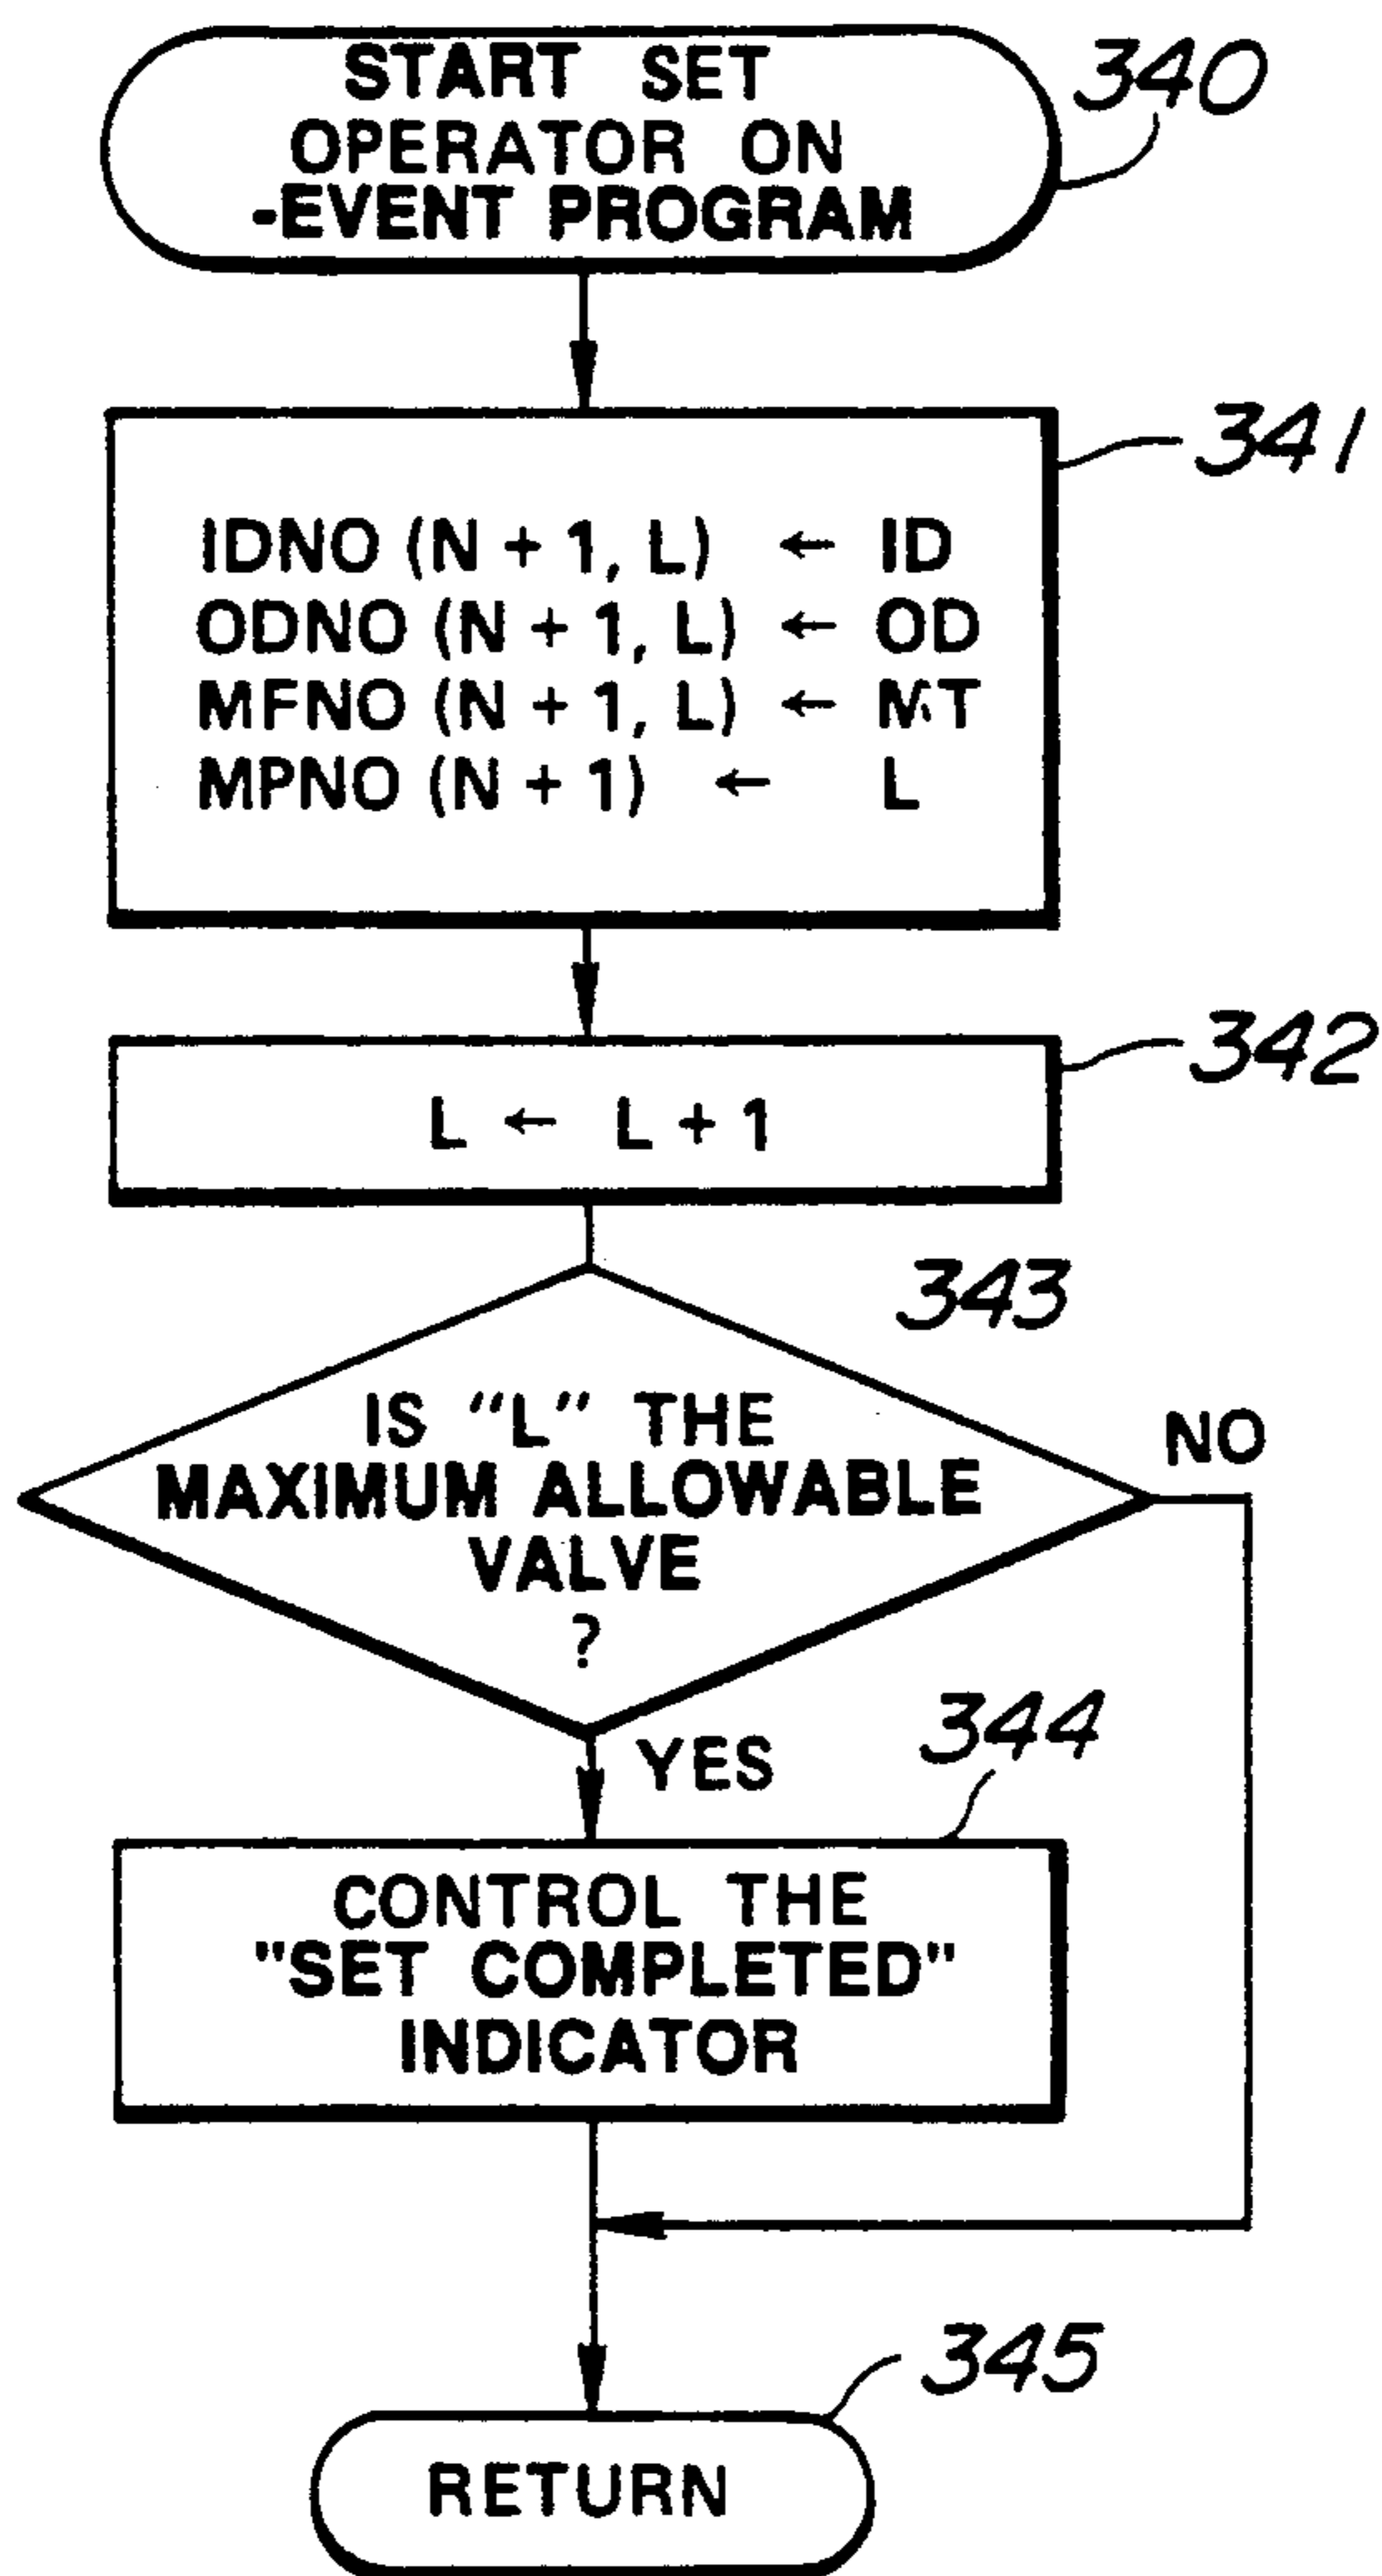 START SET
OPERATOR ON
-EVENT PROGRAM
340
341
IDNO (N + 1, L) ← ID
ODNO (N + 1, L) ← OD
MFNO (N + 1, L) ← MT
MPNO (N + 1) ← L
342
L ← L + 1
343
IS "L" THE
MAXIMUM ALLOWABLE
VALVE
?
NO
YES
344
CONTROL THE
"SET COMPLETED"
INDICATOR
345
RETURN